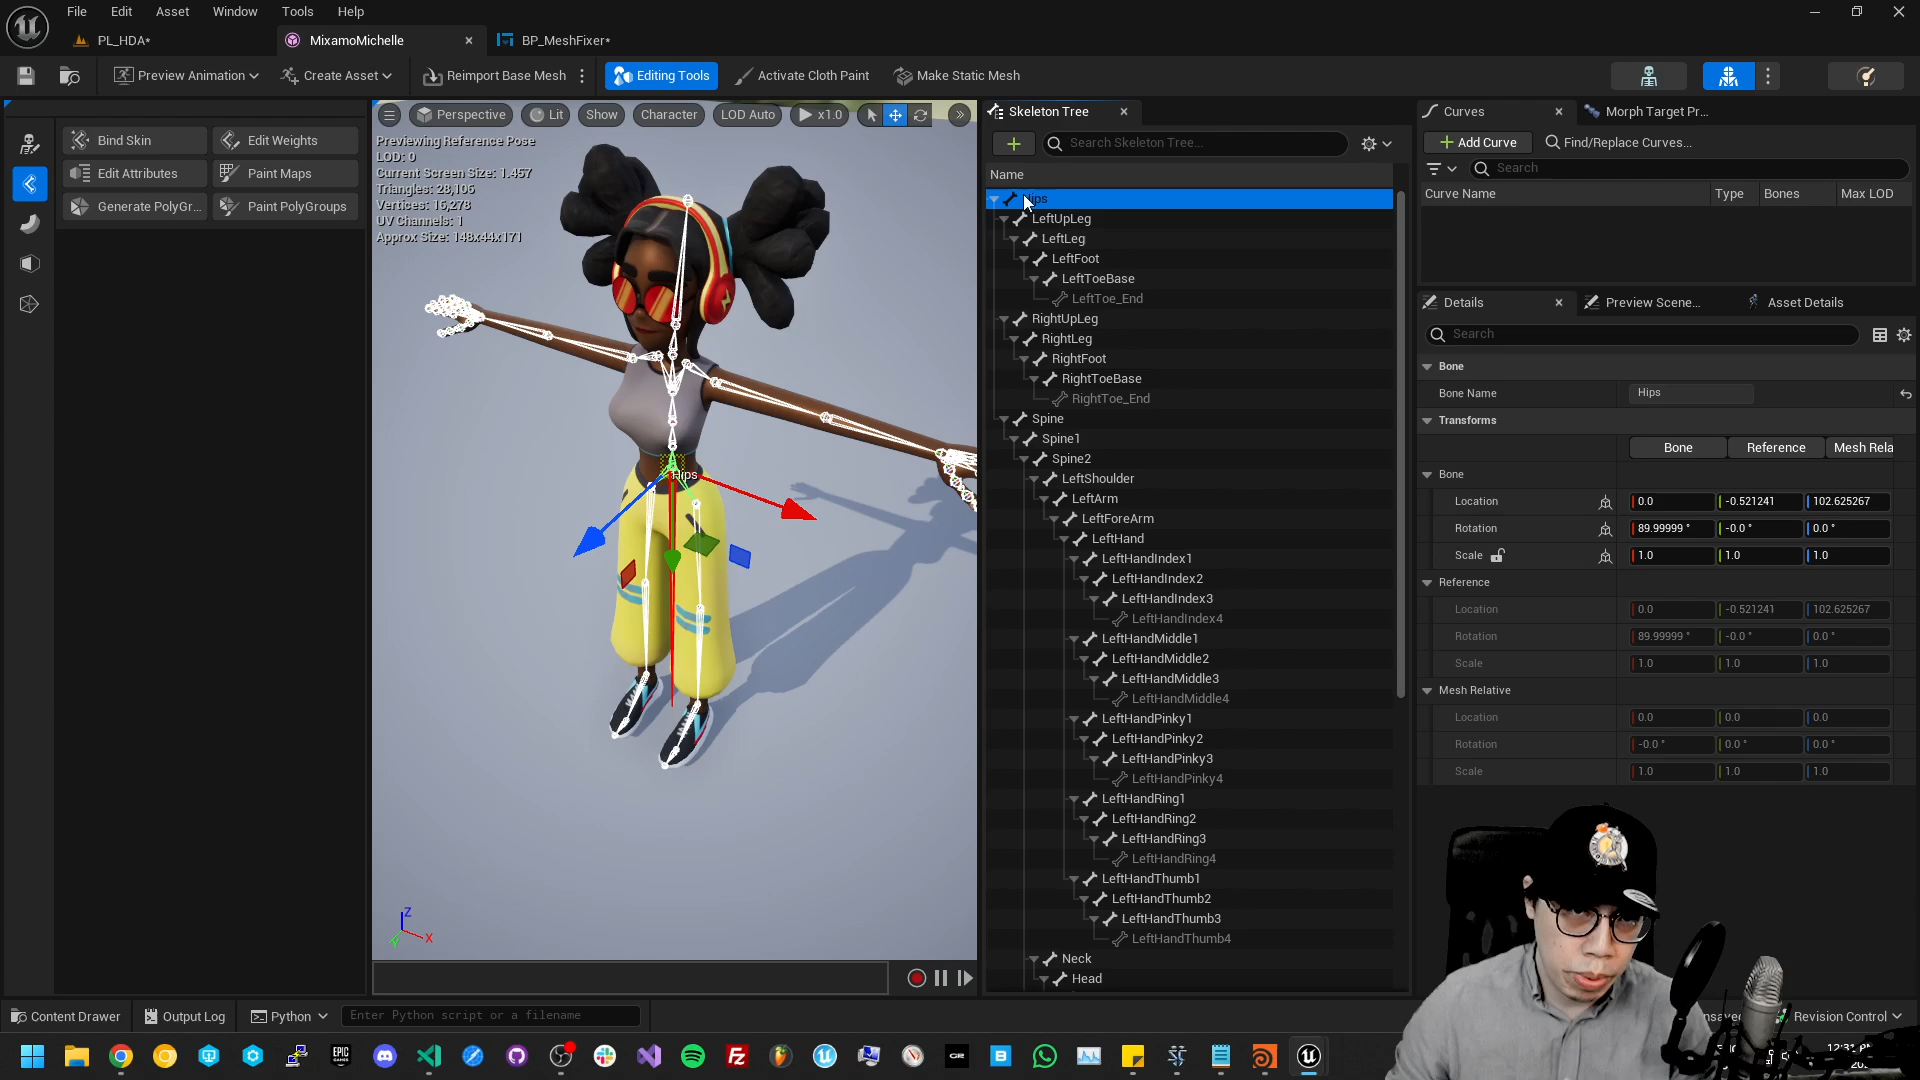 File Edit Asset Window Tools Help
PL_HDA* MixamoMichelle BP_MeshFixer*
Preview Animation Create Asset Reimport Base Mesh Editing Tools Activate Cloth Paint Make Static Mesh
Bind Skin Edit Weights
Edit Attributes Paint Maps
Generate PolyGr... Paint PolyGroups
Perspective Lit Show Character LOD Auto x1.0
Previewing Reference Pose
LOD: 0
Current Screen Size: 1.457
Triangles: 28,106
Vertices: 16,278
UV Channels: 1
Approx Size: 148x44x171
Hips
Z
X
Y
Skeleton Tree
Search Skeleton Tree...
Name
Hips
LeftUpLeg
LeftLeg
LeftFoot
LeftToeBase
LeftToe_End
RightUpLeg
RightLeg
RightFoot
RightToeBase
RightToe_End
Spine
Spine1
Spine2
LeftShoulder
LeftArm
LeftForeArm
LeftHand
LeftHandIndex1
LeftHandIndex2
LeftHandIndex3
LeftHandIndex4
LeftHandMiddle1
LeftHandMiddle2
LeftHandMiddle3
LeftHandMiddle4
LeftHandPinky1
LeftHandPinky2
LeftHandPinky3
LeftHandPinky4
LeftHandRing1
LeftHandRing2
LeftHandRing3
LeftHandRing4
LeftHandThumb1
LeftHandThumb2
LeftHandThumb3
LeftHandThumb4
Neck
Head
Curves Morph Target Pr...
Add Curve Find/Replace Curves...
Search
Curve Name Type Bones Max LOD
Details Preview Scene... Asset Details
Search
Bone
Bone Name Hips
Transforms
Bone Reference Mesh Rela
Bone
Location 0.0 -0.521241 102.625267
Rotation 89.99999 ° -0.0 ° 0.0 °
Scale 1.0 1.0 1.0
Reference
Location 0.0 -0.521241 102.625267
Rotation 89.99999 ° -0.0 ° 0.0 °
Scale 1.0 1.0 1.0
Mesh Relative
Location 0.0 0.0 0.0
Rotation -0.0 ° 0.0 ° 0.0 °
Scale 1.0 1.0 1.0
Content Drawer Output Log Python Enter Python script or a filename Revision Control
EPIC GAMES